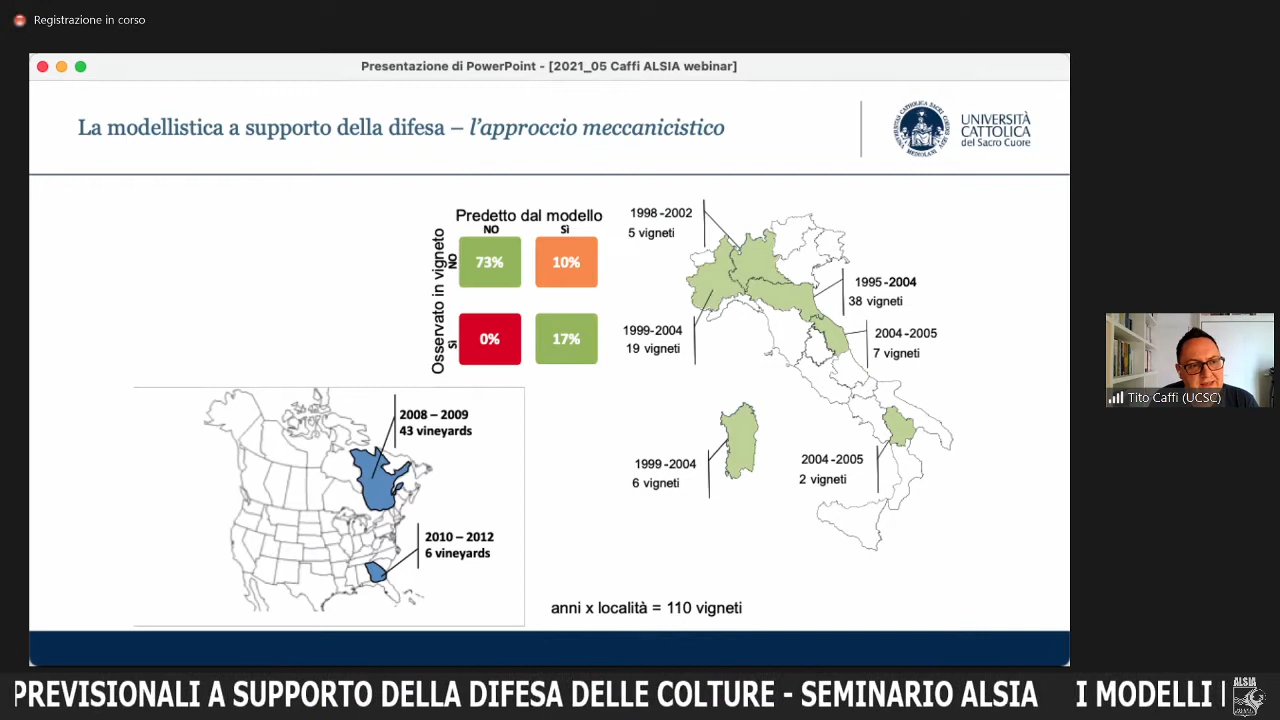 Registrazione in corso
Presentazione di PowerPoint - [2021_05 Caffi ALSIA webinar]
La modellistica a supporto della difesa – l'approccio meccanicistico
UNIVERSITÀ
CATTOLICA
del Sacro Cuore
Predetto dal modello
NO Sì
Osservato in vigneto
NO
73% 10%
Sì
0% 17%
1998 -2002
5 vigneti
1995 -2004
38 vigneti
1999-2004
19 vigneti
2004 -2005
7 vigneti
1999 -2004
6 vigneti
2004 -2005
2 vigneti
2008 – 2009
43 vineyards
2010 – 2012
6 vineyards
anni x località = 110 vigneti
Tito Caffi (UCSC)
PREVISIONALI A SUPPORTO DELLA DIFESA DELLE COLTURE - SEMINARIO ALSIA I MODELLI
ALSIA